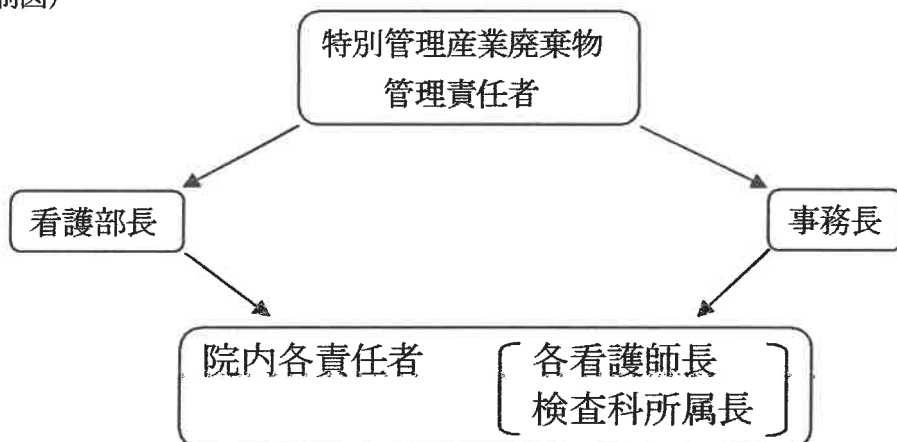 特別管理産業廃棄物
管理責任者
看護部長
事務長
院内各責任者
各看護師長
検査科所属長